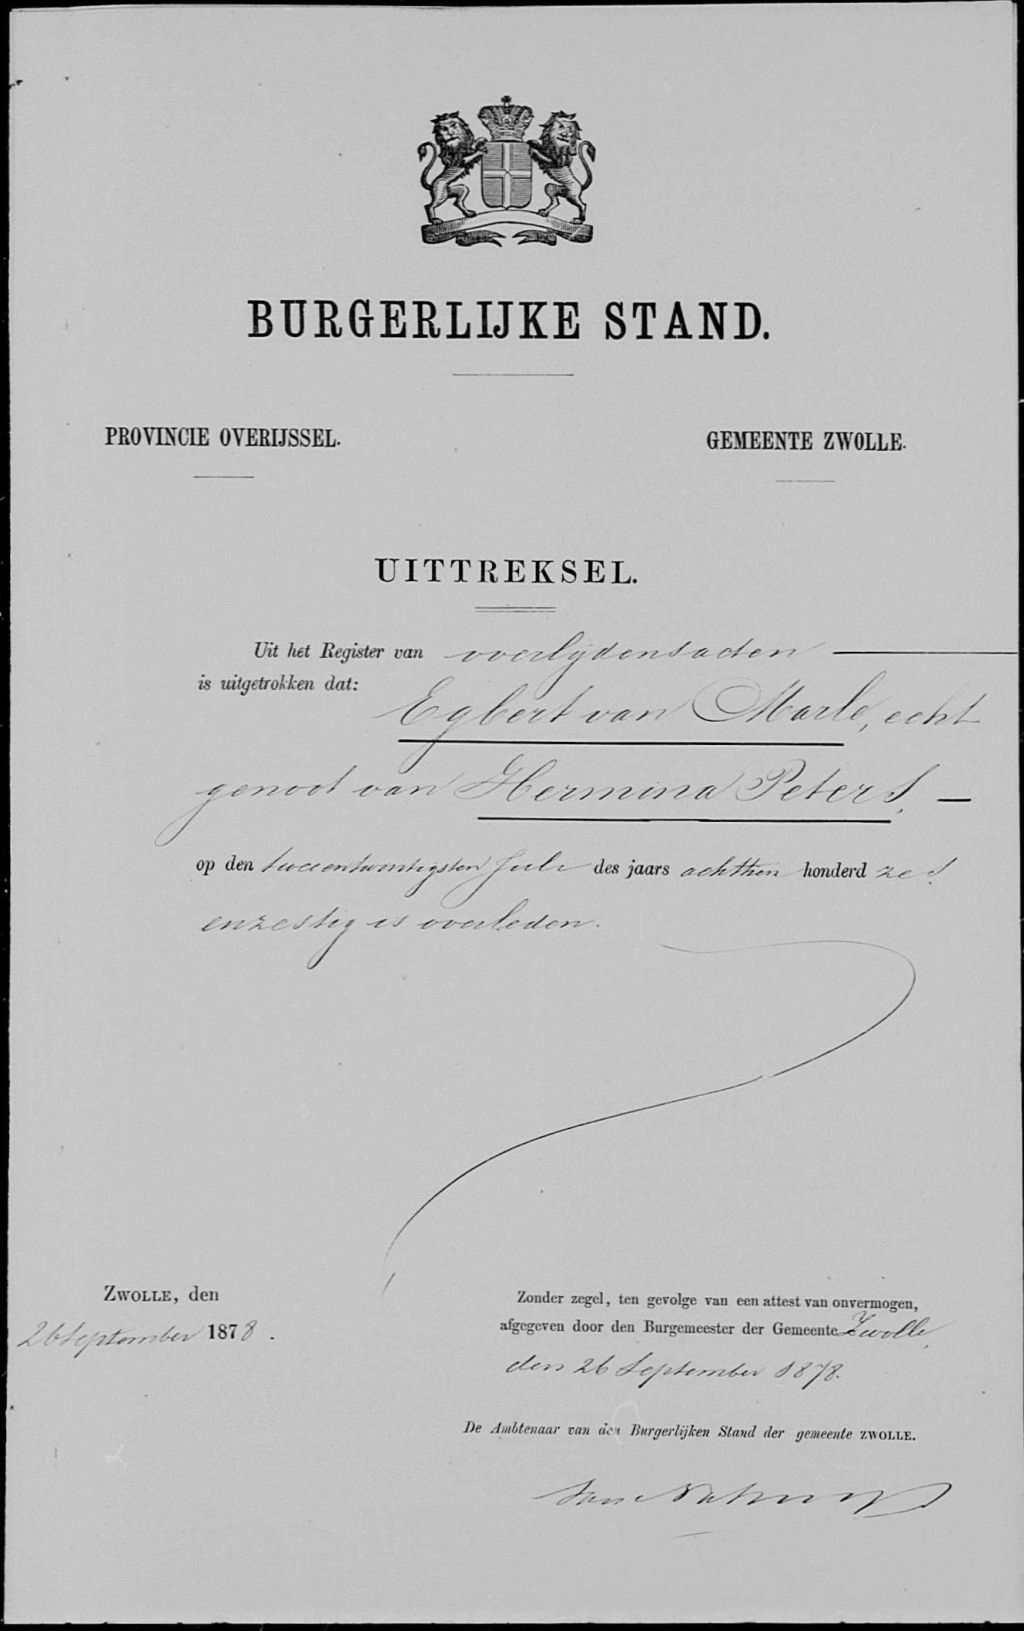 BURGERLIJKE STAND.
PROVINCIE OVERIJSSEL.
GEMEENTE ZWOLLE.
UITTREKSEL.
Uit het Register van overlijdensacten
is uitgetrokken dat:
Egbert van Marle, echt
genoot van Hermina Peters,
op den tweeentwintigsten Juli des jaars achttien honderd zes
enzestig is overleden.
ZWOLLE, den
26 September 1878.
Zonder zegel, ten gevolge van een attest van onvermogen,
afgegeven door den Burgemeester der Gemeente Zwolle,
den 26 September 1878.
De Ambtenaar van den Burgerlijken Stand der gemeente ZWOLLE.